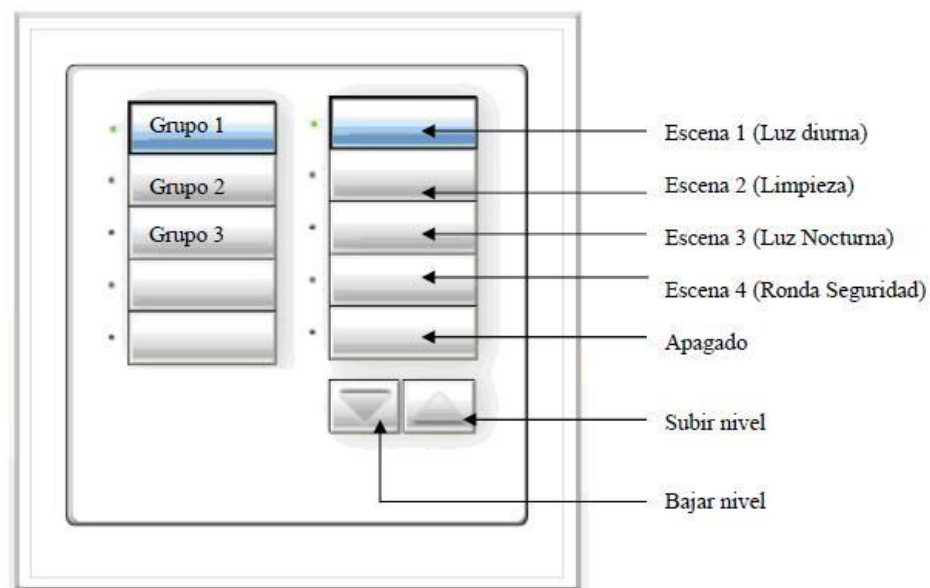 Grupo 1
Grupo 2
Grupo 3
Escena 1 (Luz diurna)
Escena 2 (Limpieza)
Escena 3 (Luz Nocturna)
Escena 4 (Ronda Seguridad)
Apagado
Subir nivel
Bajar nivel